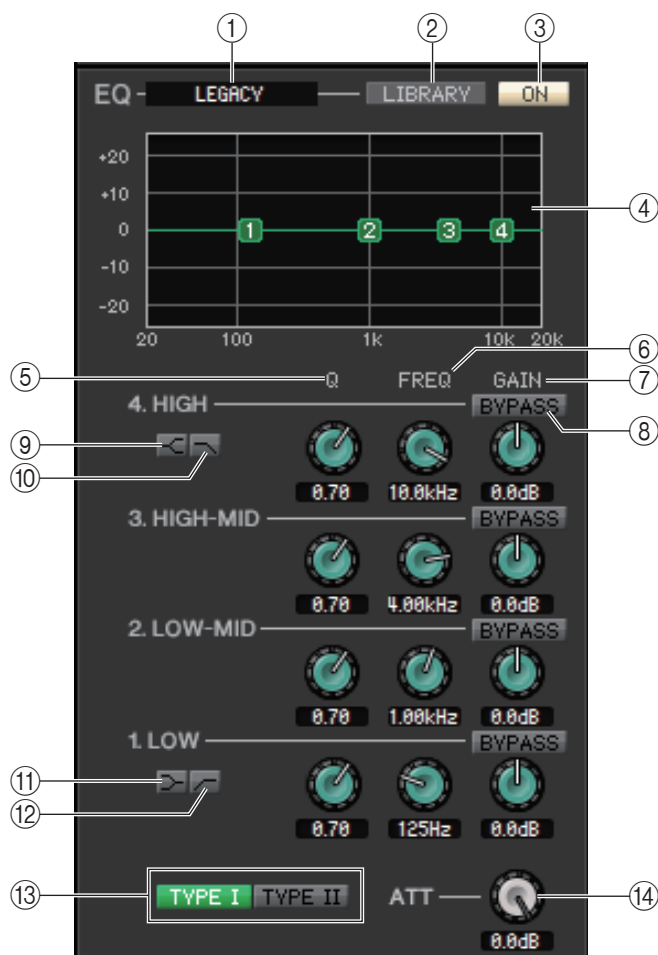 ① ② ③
EQ LEGACY LIBRARY ON
+20
+10
0 1 2 3 4 ④
-10
-20
20 100 1k 10k 20k
⑤ Q FREQ ⑥ GAIN ⑦
4. HIGH BYPASS ⑧
⑨
⑩
0.70 10.0kHz 0.0dB
3. HIGH-MID BYPASS
0.70 4.00kHz 0.0dB
2. LOW-MID BYPASS
0.70 1.00kHz 0.0dB
1. LOW BYPASS
⑪
⑫
0.70 125Hz 0.0dB
⑬ TYPE I TYPE II ATT ⑭
0.0dB